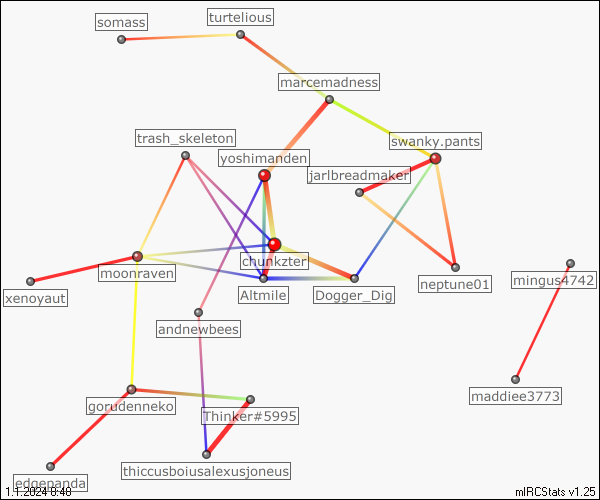 somass
turtelious
marcemadness
trash_skeleton
swanky.pants
yoshimanden
jarlbreadmaker
chunkzter
moonraven
mingus4742
neptune01
xenoyaut
Altmile
Dogger_Dig
andnewbees
maddiee3773
gorudenneko
Thinker#5995
thiccusboiusalexusjoneus
edgepanda
1.1.2024 8:40
mIRCStats v1.25